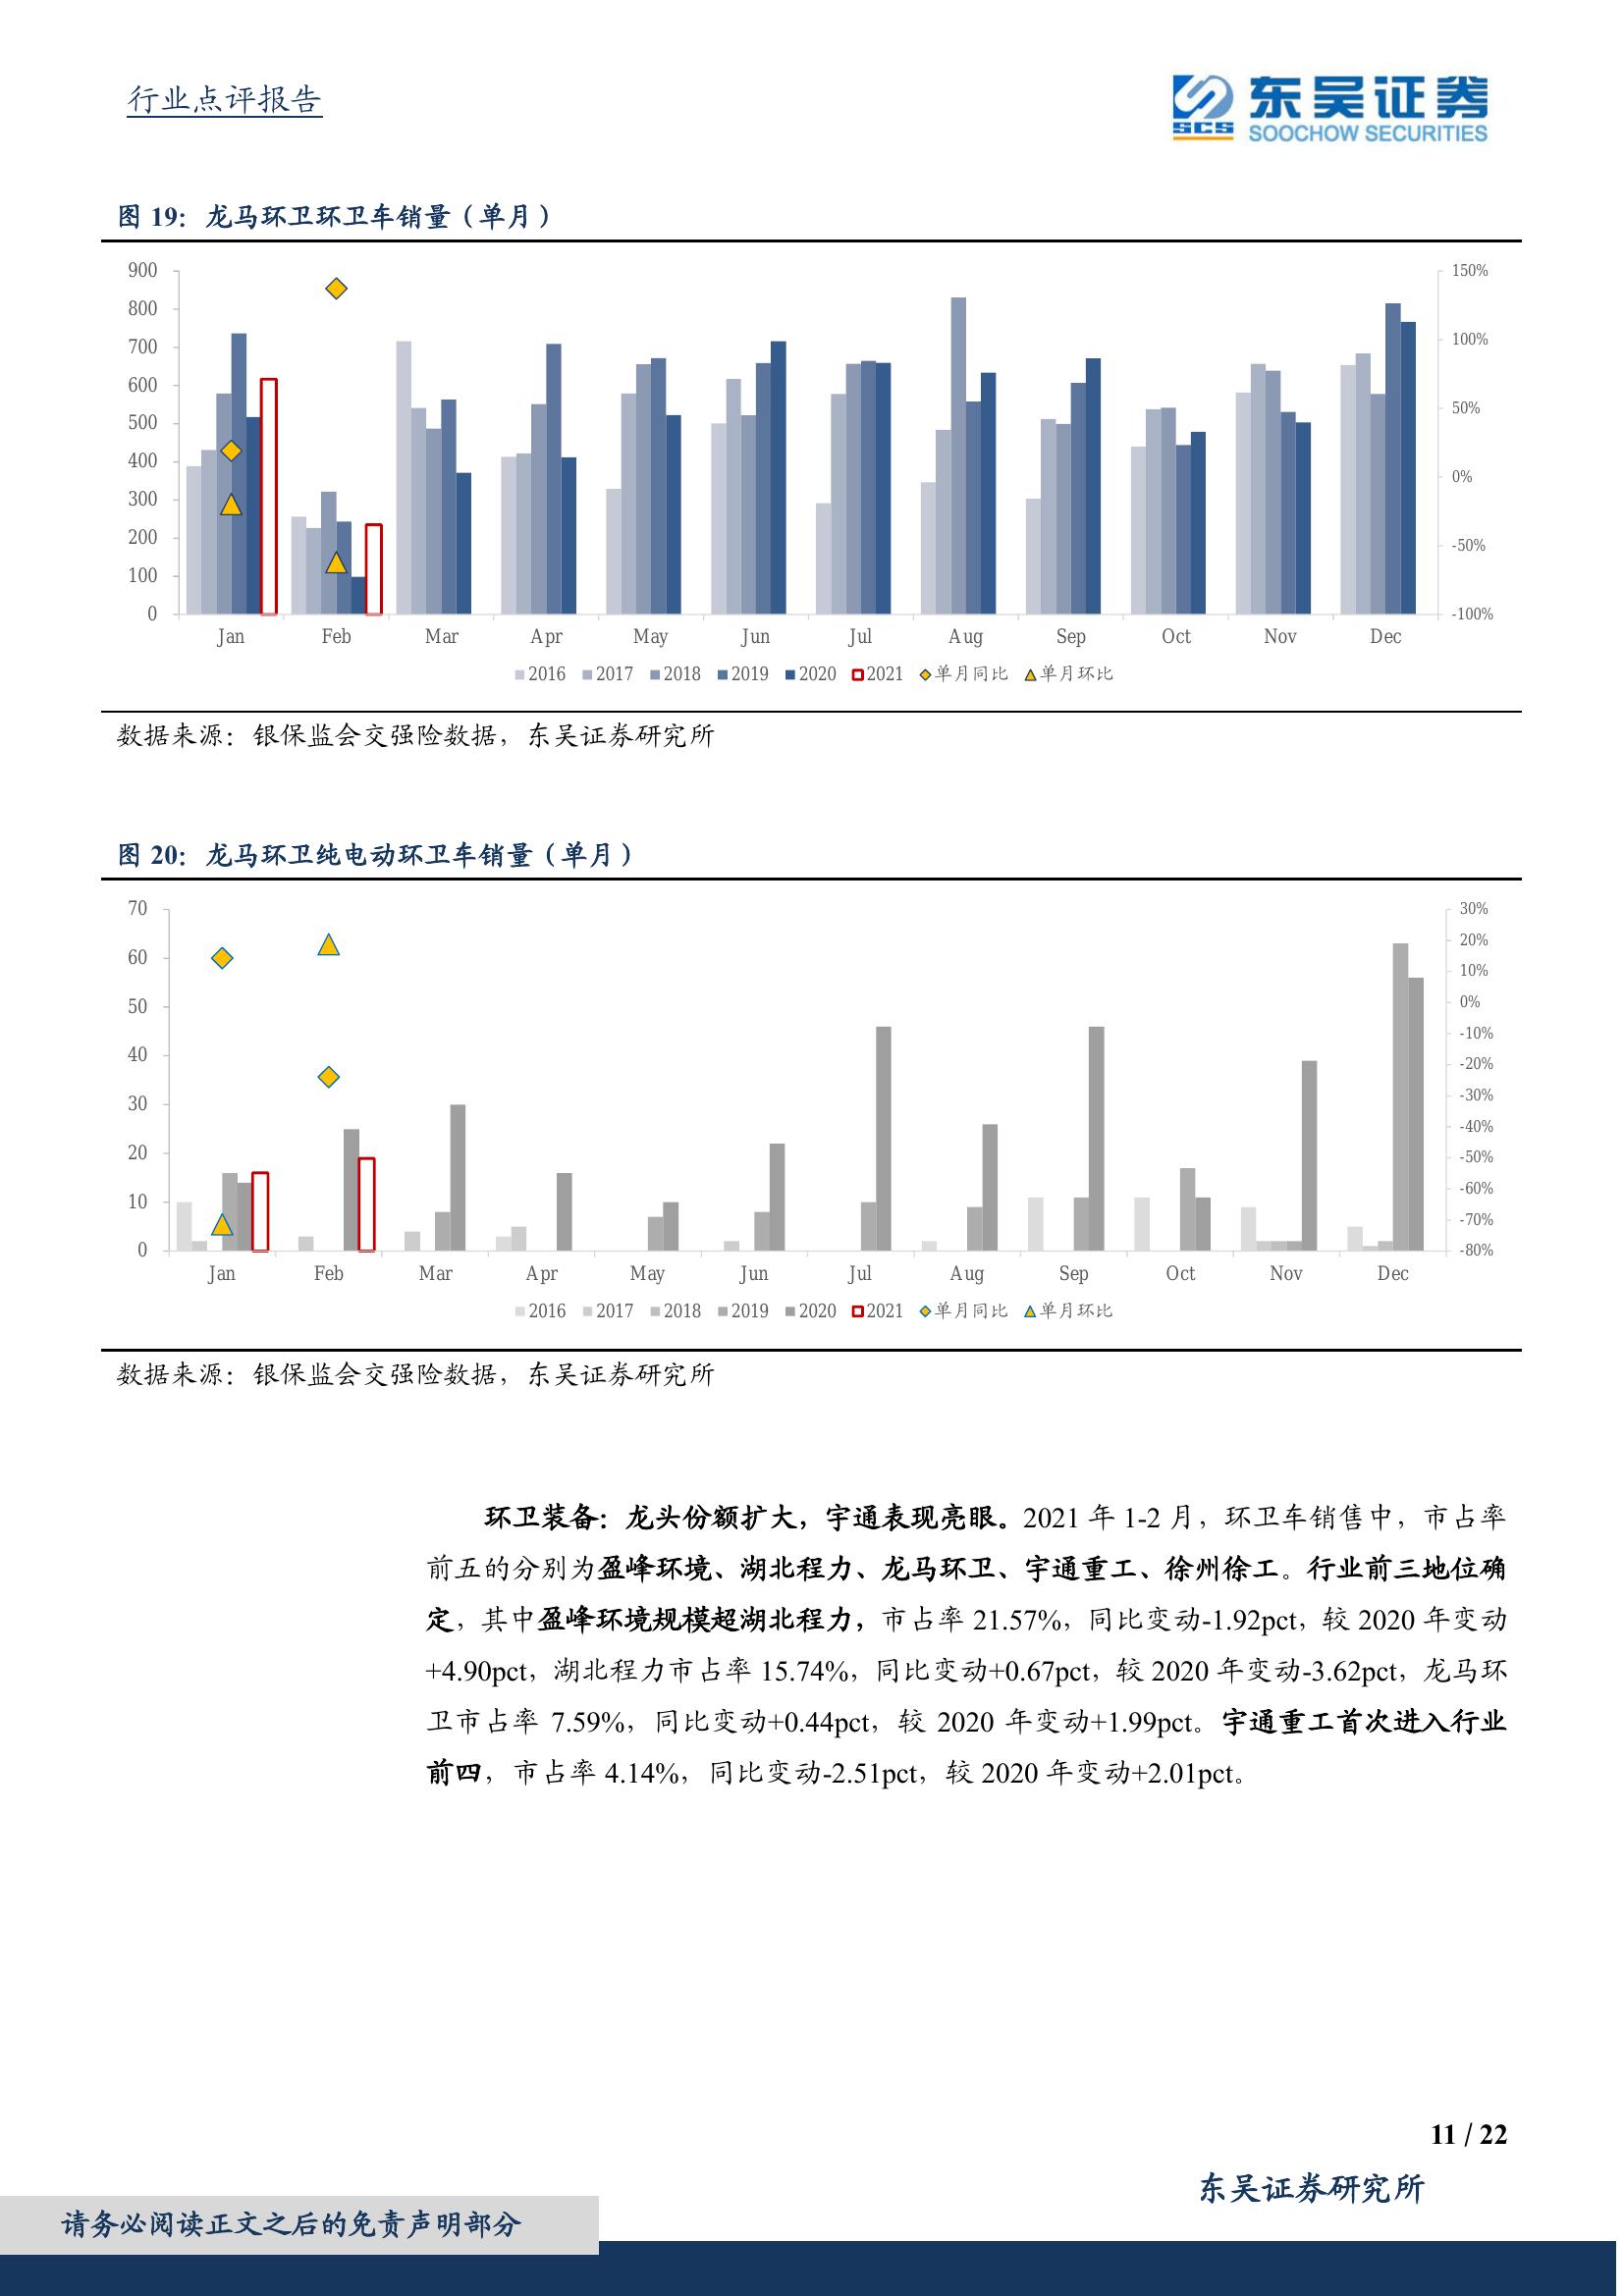 行业点评报告
SCS
东吴证券
SOOCHOW SECURITIES
图 19：龙马环卫环卫车销量（单月）
900
800
700
600
500
400
300
200
100
0
150%
100%
50%
0%
-50%
-100%
Jan Feb Mar Apr May Jun Jul Aug Sep Oct Nov Dec
2016 2017 2018 2019 2020 2021 单月同比 单月环比
数据来源：银保监会交强险数据，东吴证券研究所
图 20：龙马环卫纯电动环卫车销量（单月）
70
60
50
40
30
20
10
0
30%
20%
10%
0%
-10%
-20%
-30%
-40%
-50%
-60%
-70%
-80%
Jan Feb Mar Apr May Jun Jul Aug Sep Oct Nov Dec
2016 2017 2018 2019 2020 2021 单月同比 单月环比
数据来源：银保监会交强险数据，东吴证券研究所
环卫装备：龙头份额扩大，宇通表现亮眼。2021 年 1-2 月，环卫车销售中，市占率
前五的分别为盈峰环境、湖北程力、龙马环卫、宇通重工、徐州徐工。行业前三地位确
定，其中盈峰环境规模超湖北程力，市占率 21.57%，同比变动-1.92pct，较 2020 年变动
+4.90pct，湖北程力市占率 15.74%，同比变动+0.67pct，较 2020 年变动-3.62pct，龙马环
卫市占率 7.59%，同比变动+0.44pct，较 2020 年变动+1.99pct。宇通重工首次进入行业
前四，市占率 4.14%，同比变动-2.51pct，较 2020 年变动+2.01pct。
11 / 22
东吴证券研究所
请务必阅读正文之后的免责声明部分